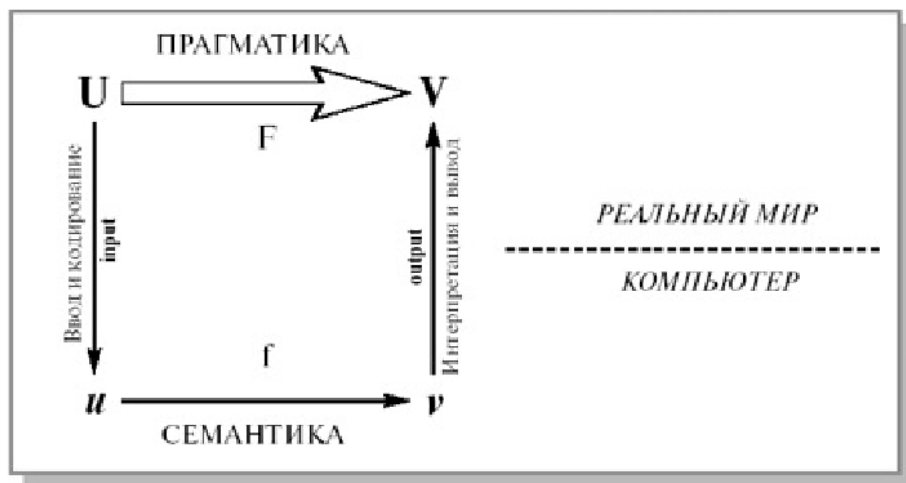 ПРАГМАТИКА
U V
F
Ввод и кодирование
input
output
Интерпретация и вывод
РЕАЛЬНЫЙ МИР
КОМПЬЮТЕР
f
u v
СЕМАНТИКА